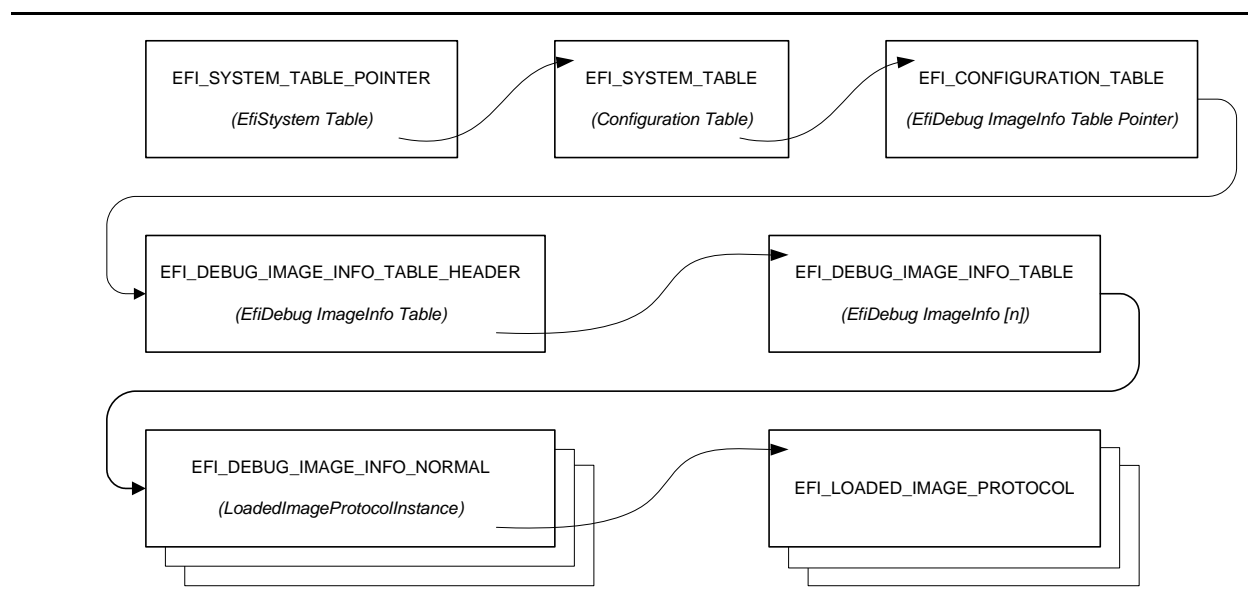 EFI_SYSTEM_TABLE_POINTER
(EfiStystem Table)
EFI_SYSTEM_TABLE
(Configuration Table)
EFI_CONFIGURATION_TABLE
(EfiDebug ImageInfo Table Pointer)
EFI_DEBUG_IMAGE_INFO_TABLE_HEADER
(EfiDebug ImageInfo Table)
EFI_DEBUG_IMAGE_INFO_TABLE
(EfiDebug ImageInfo [n])
EFI_DEBUG_IMAGE_INFO_NORMAL
(LoadedImageProtocolInstance)
EFI_LOADED_IMAGE_PROTOCOL